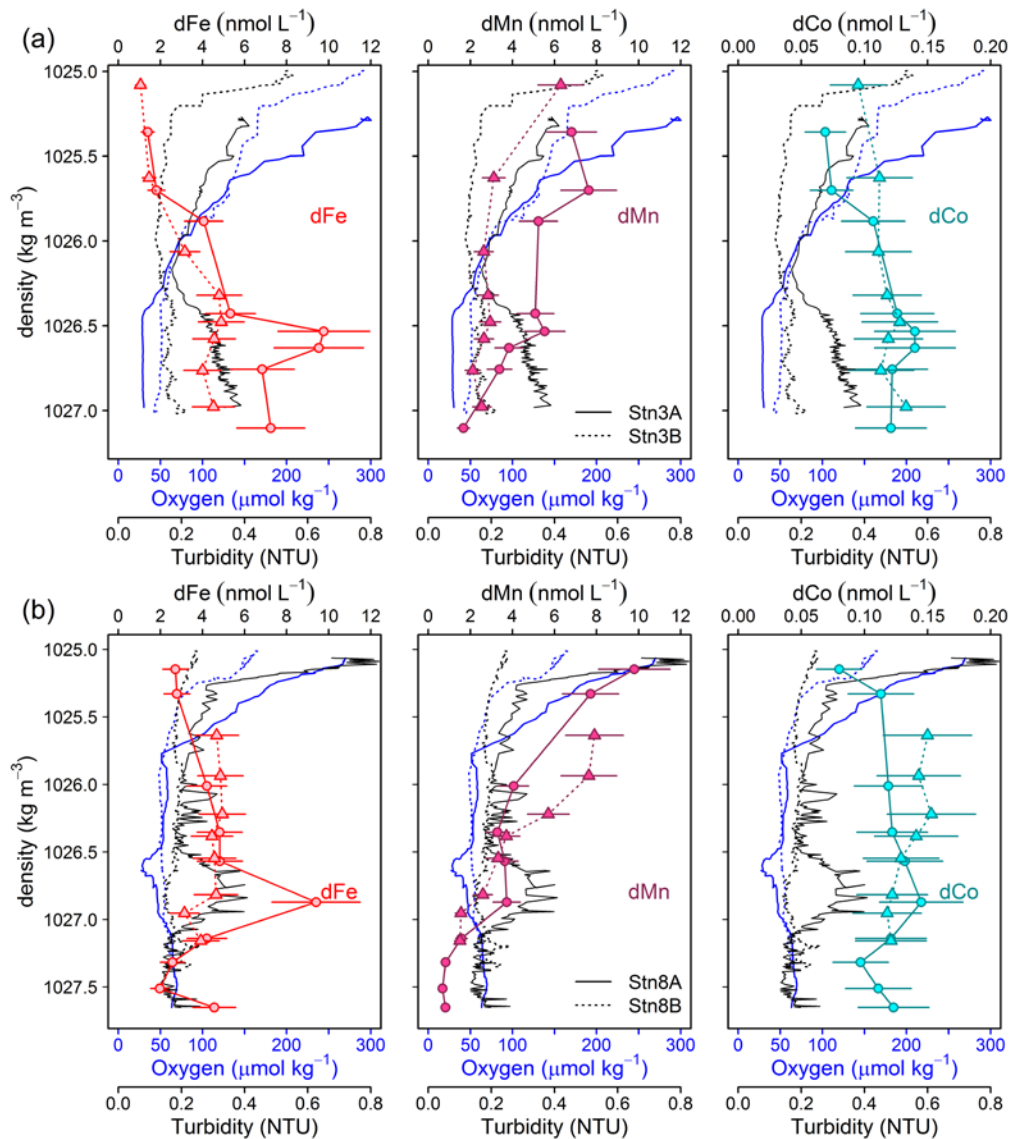 (a)
dFe (nmol L⁻¹) dMn (nmol L⁻¹) dCo (nmol L⁻¹)
0 2 4 6 8 10 12 0 2 4 6 8 10 12 0.00 0.05 0.10 0.15 0.20
1025.0
1025.5
1026.0
1026.5
1027.0
density (kg m⁻³)
dFe dMn dCo
Stn3A
Stn3B
0 50 100 200 300 0 50 100 200 300 0 50 100 200 300
Oxygen (μmol kg⁻¹) Oxygen (μmol kg⁻¹) Oxygen (μmol kg⁻¹)
0.0 0.2 0.4 0.6 0.8 0.0 0.2 0.4 0.6 0.8 0.0 0.2 0.4 0.6 0.8
Turbidity (NTU) Turbidity (NTU) Turbidity (NTU)
(b)
dFe (nmol L⁻¹) dMn (nmol L⁻¹) dCo (nmol L⁻¹)
0 2 4 6 8 10 12 0 2 4 6 8 10 12 0.00 0.05 0.10 0.15 0.20
1025.0
1025.5
1026.0
1026.5
1027.0
1027.5
density (kg m⁻³)
dFe dMn dCo
Stn8A
Stn8B
0 50 100 200 300 0 50 100 200 300 0 50 100 200 300
Oxygen (μmol kg⁻¹) Oxygen (μmol kg⁻¹) Oxygen (μmol kg⁻¹)
0.0 0.2 0.4 0.6 0.8 0.0 0.2 0.4 0.6 0.8 0.0 0.2 0.4 0.6 0.8
Turbidity (NTU) Turbidity (NTU) Turbidity (NTU)